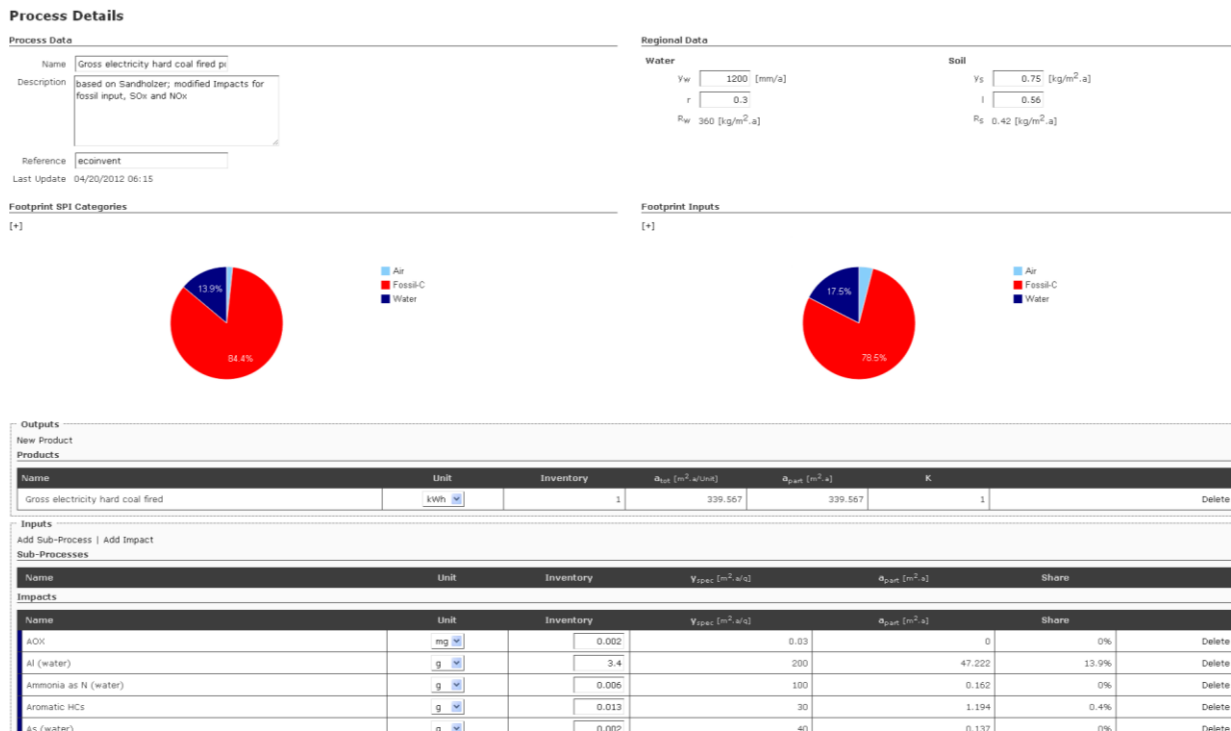 Process Details
Process Data
Name Gross electricity hard coal fired p
Description based on Sandholzer; modified Impacts for
fossil input, SOx and NOx
Reference ecoinvent
Last Update 04/20/2012 06:15
Regional Data
Water
yw 1200 [mm/a]
r 0.3
Rw 360 [kg/m2.a]
Soil
ys 0.75 [kg/m2.a]
l 0.56
Rs 0.42 [kg/m2.a]
Footprint SPI Categories
[+]
13.9%
84.4%
Air
Fossil-C
Water
Footprint Inputs
[+]
17.5%
78.5%
Air
Fossil-C
Water
Outputs
New Product
Products
Name Unit Inventory atot [m2.a/Unit] apart [m2.a] K
Gross electricity hard coal fired kWh 1 339.567 339.567 1 Delete
Inputs
Add Sub-Process | Add Impact
Sub-Processes
Name Unit Inventory yspec [m2.a/q] apart [m2.a] Share
Impacts
Name Unit Inventory yspec [m2.a/q] apart [m2.a] Share
AOX mg 0.002 0.03 0 0% Delete
Al (water) g 3.4 200 47.222 13.9% Delete
Ammonia as N (water) g 0.006 100 0.162 0% Delete
Aromatic HCs g 0.013 30 1.194 0.4% Delete
As (water) g 0.002 40 0.137 0% Delete